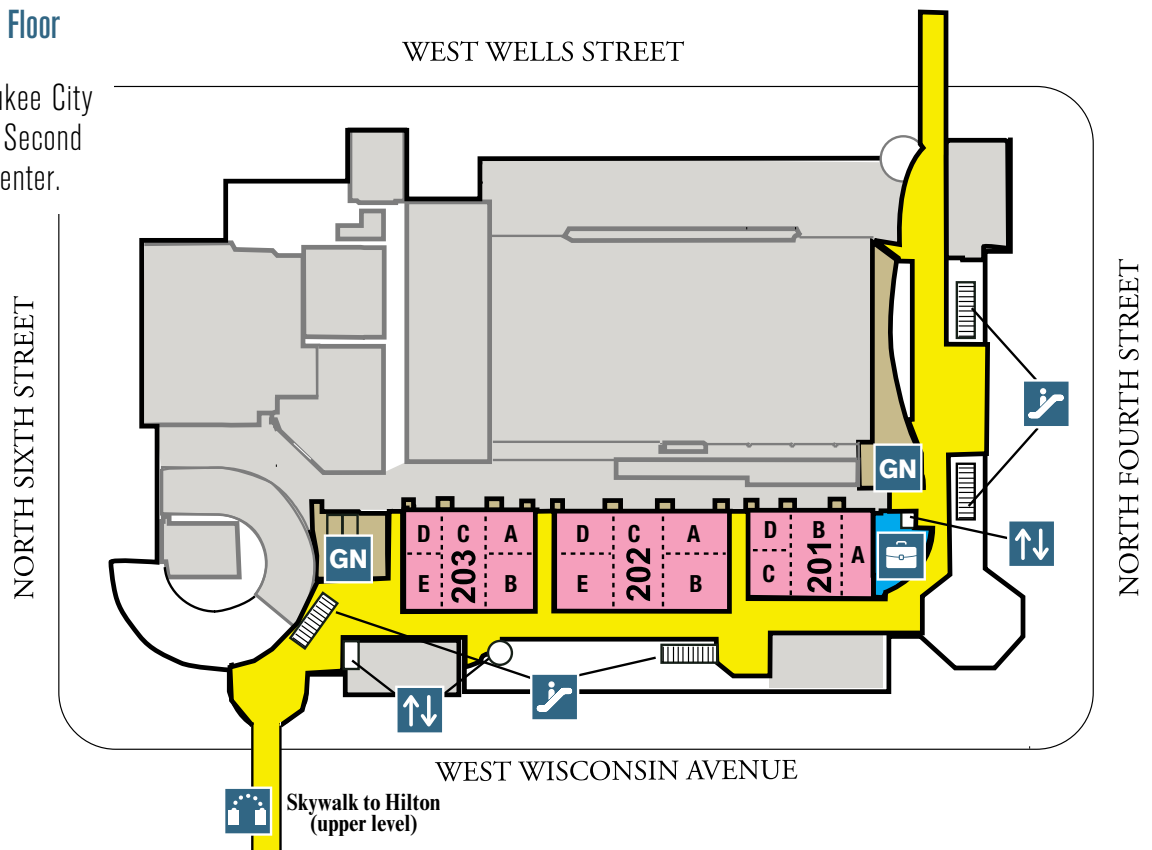 Floor
WEST WELLS STREET
kee City
Second
enter.
NORTH SIXTH STREET
NORTH FOURTH STREET
GN
GN
D C A
E 203 B
D C A
E 202 B
D B
C 201 A
WEST WISCONSIN AVENUE
Skywalk to Hilton
(upper level)